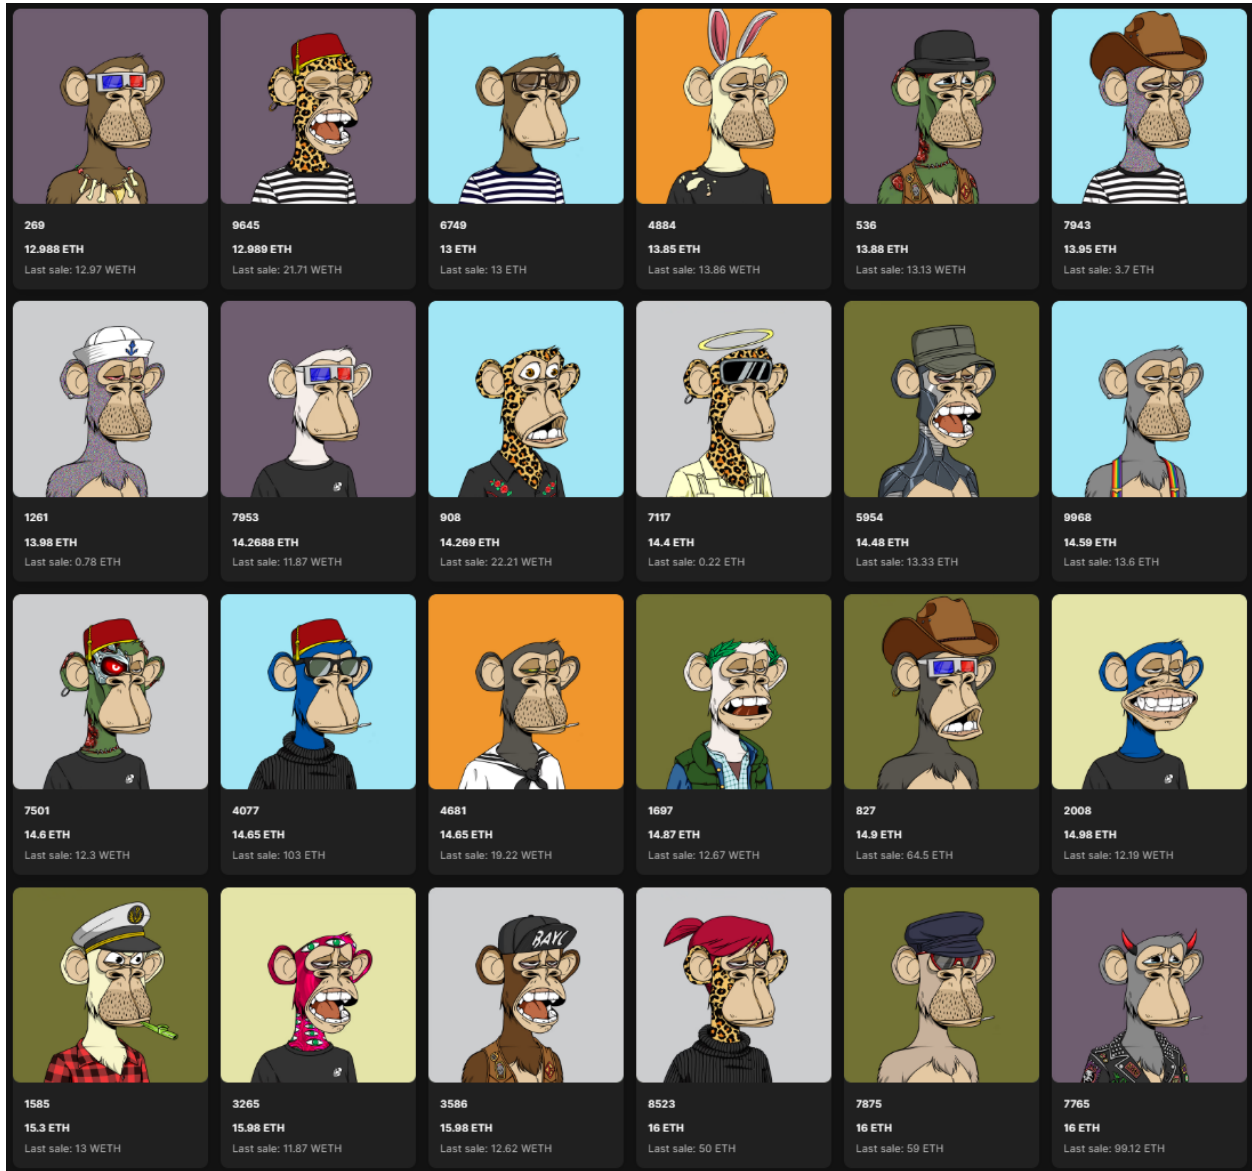 269
12.988 ETH
Last sale: 12.97 WETH
9645
12.989 ETH
Last sale: 21.71 WETH
6749
13 ETH
Last sale: 13 ETH
4884
13.85 ETH
Last sale: 13.86 WETH
536
13.88 ETH
Last sale: 13.13 WETH
7943
13.95 ETH
Last sale: 3.7 ETH
1261
13.98 ETH
Last sale: 0.78 ETH
7953
14.2688 ETH
Last sale: 11.87 WETH
908
14.269 ETH
Last sale: 22.21 WETH
7117
14.4 ETH
Last sale: 0.22 ETH
5954
14.48 ETH
Last sale: 13.33 ETH
9968
14.59 ETH
Last sale: 13.6 ETH
7501
14.6 ETH
Last sale: 12.3 WETH
4077
14.65 ETH
Last sale: 103 ETH
4681
14.65 ETH
Last sale: 19.22 WETH
1697
14.87 ETH
Last sale: 12.67 WETH
827
14.9 ETH
Last sale: 64.5 ETH
2008
14.98 ETH
Last sale: 12.19 WETH
1585
15.3 ETH
Last sale: 13 WETH
3265
15.98 ETH
Last sale: 11.87 WETH
BAYC
3586
15.98 ETH
Last sale: 12.62 WETH
8523
16 ETH
Last sale: 50 ETH
7875
16 ETH
Last sale: 59 ETH
7765
16 ETH
Last sale: 99.12 ETH